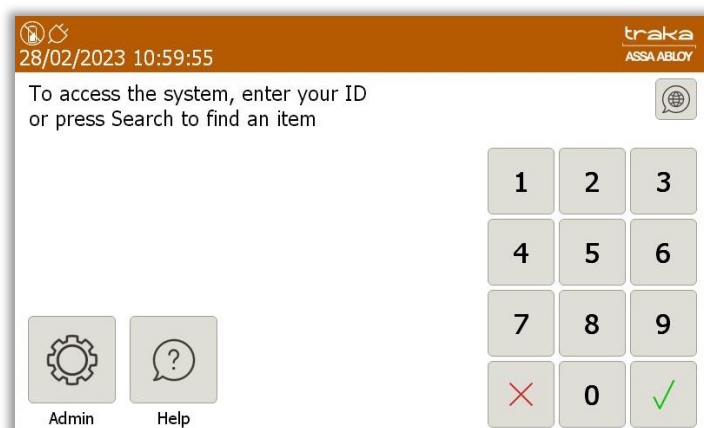 28/02/2023 10:59:55
traka
ASSA ABLOY
To access the system, enter your ID
or press Search to find an item
1 2 3
4 5 6
7 8 9
0
?
Admin Help